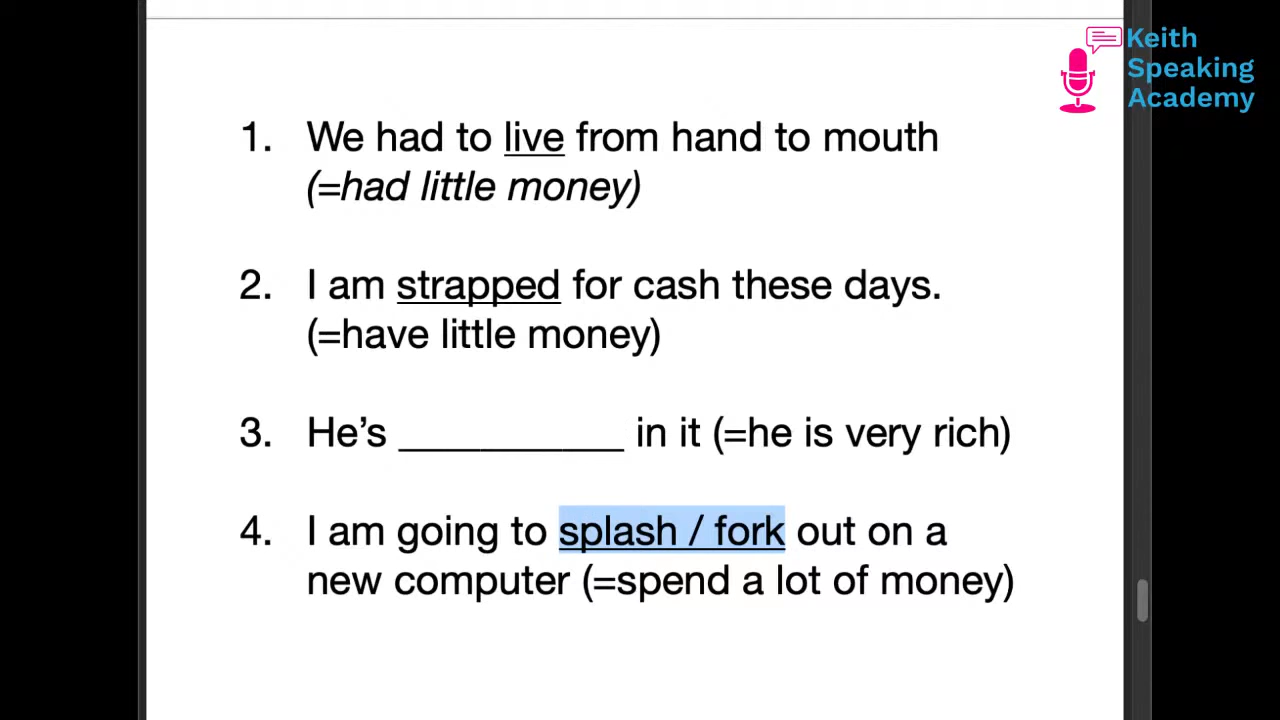 Keith
Speaking
Academy
1. We had to live from hand to mouth
(=had little money)
2. I am strapped for cash these days.
(=have little money)
3. He’s ___________ in it (=he is very rich)
4. I am going to splash / fork out on a
new computer (=spend a lot of money)